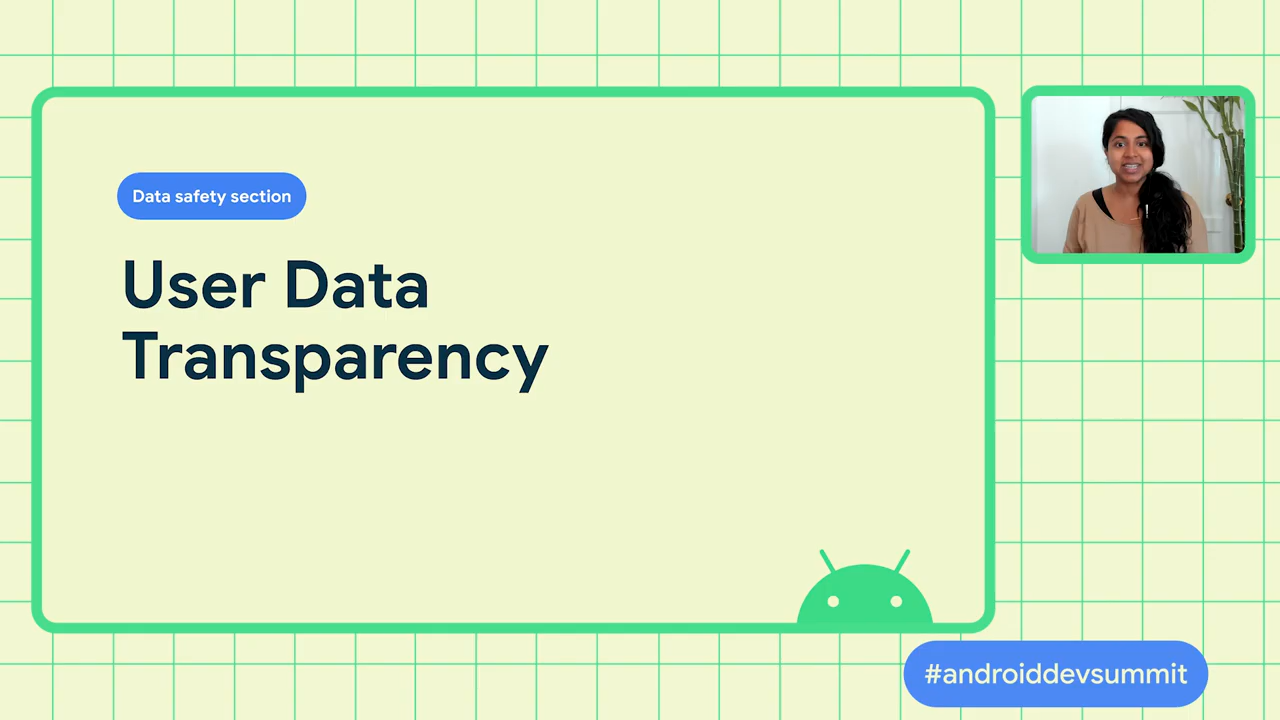 Data safety section
User Data
Transparency
#androiddevsummit